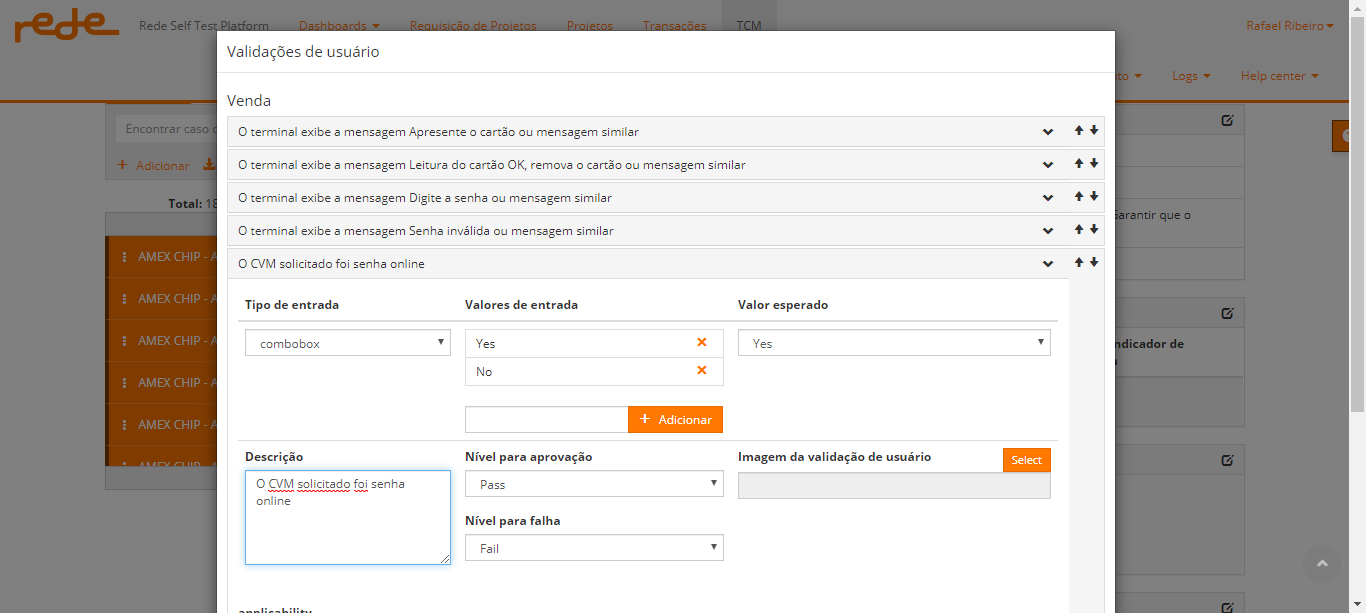 rede
Rede Self Test Platform
Dashboards
Requisição de Projetos
Projetos
Transações
TCM
Rafael Ribeiro
Logs
Help center
Encontrar caso
Adicionar
Total: 18
AMEX CHIP - A
AMEX CHIP - A
AMEX CHIP - A
AMEX CHIP - A
AMEX CHIP - A
AMEX CHIP - A
Validações de usuário
Venda
O terminal exibe a mensagem Apresente o cartão ou mensagem similar
O terminal exibe a mensagem Leitura do cartão OK, remova o cartão ou mensagem similar
O terminal exibe a mensagem Digite a senha ou mensagem similar
O terminal exibe a mensagem Senha inválida ou mensagem similar
O CVM solicitado foi senha online
Tipo de entrada
Valores de entrada
Valor esperado
combobox
Yes
No
Yes
+ Adicionar
Descrição
O CVM solicitado foi senha
online
Nível para aprovação
Pass
Nível para falha
Fail
Imagem da validação de usuário
Select
applicability
Garantir que o
ndicador de